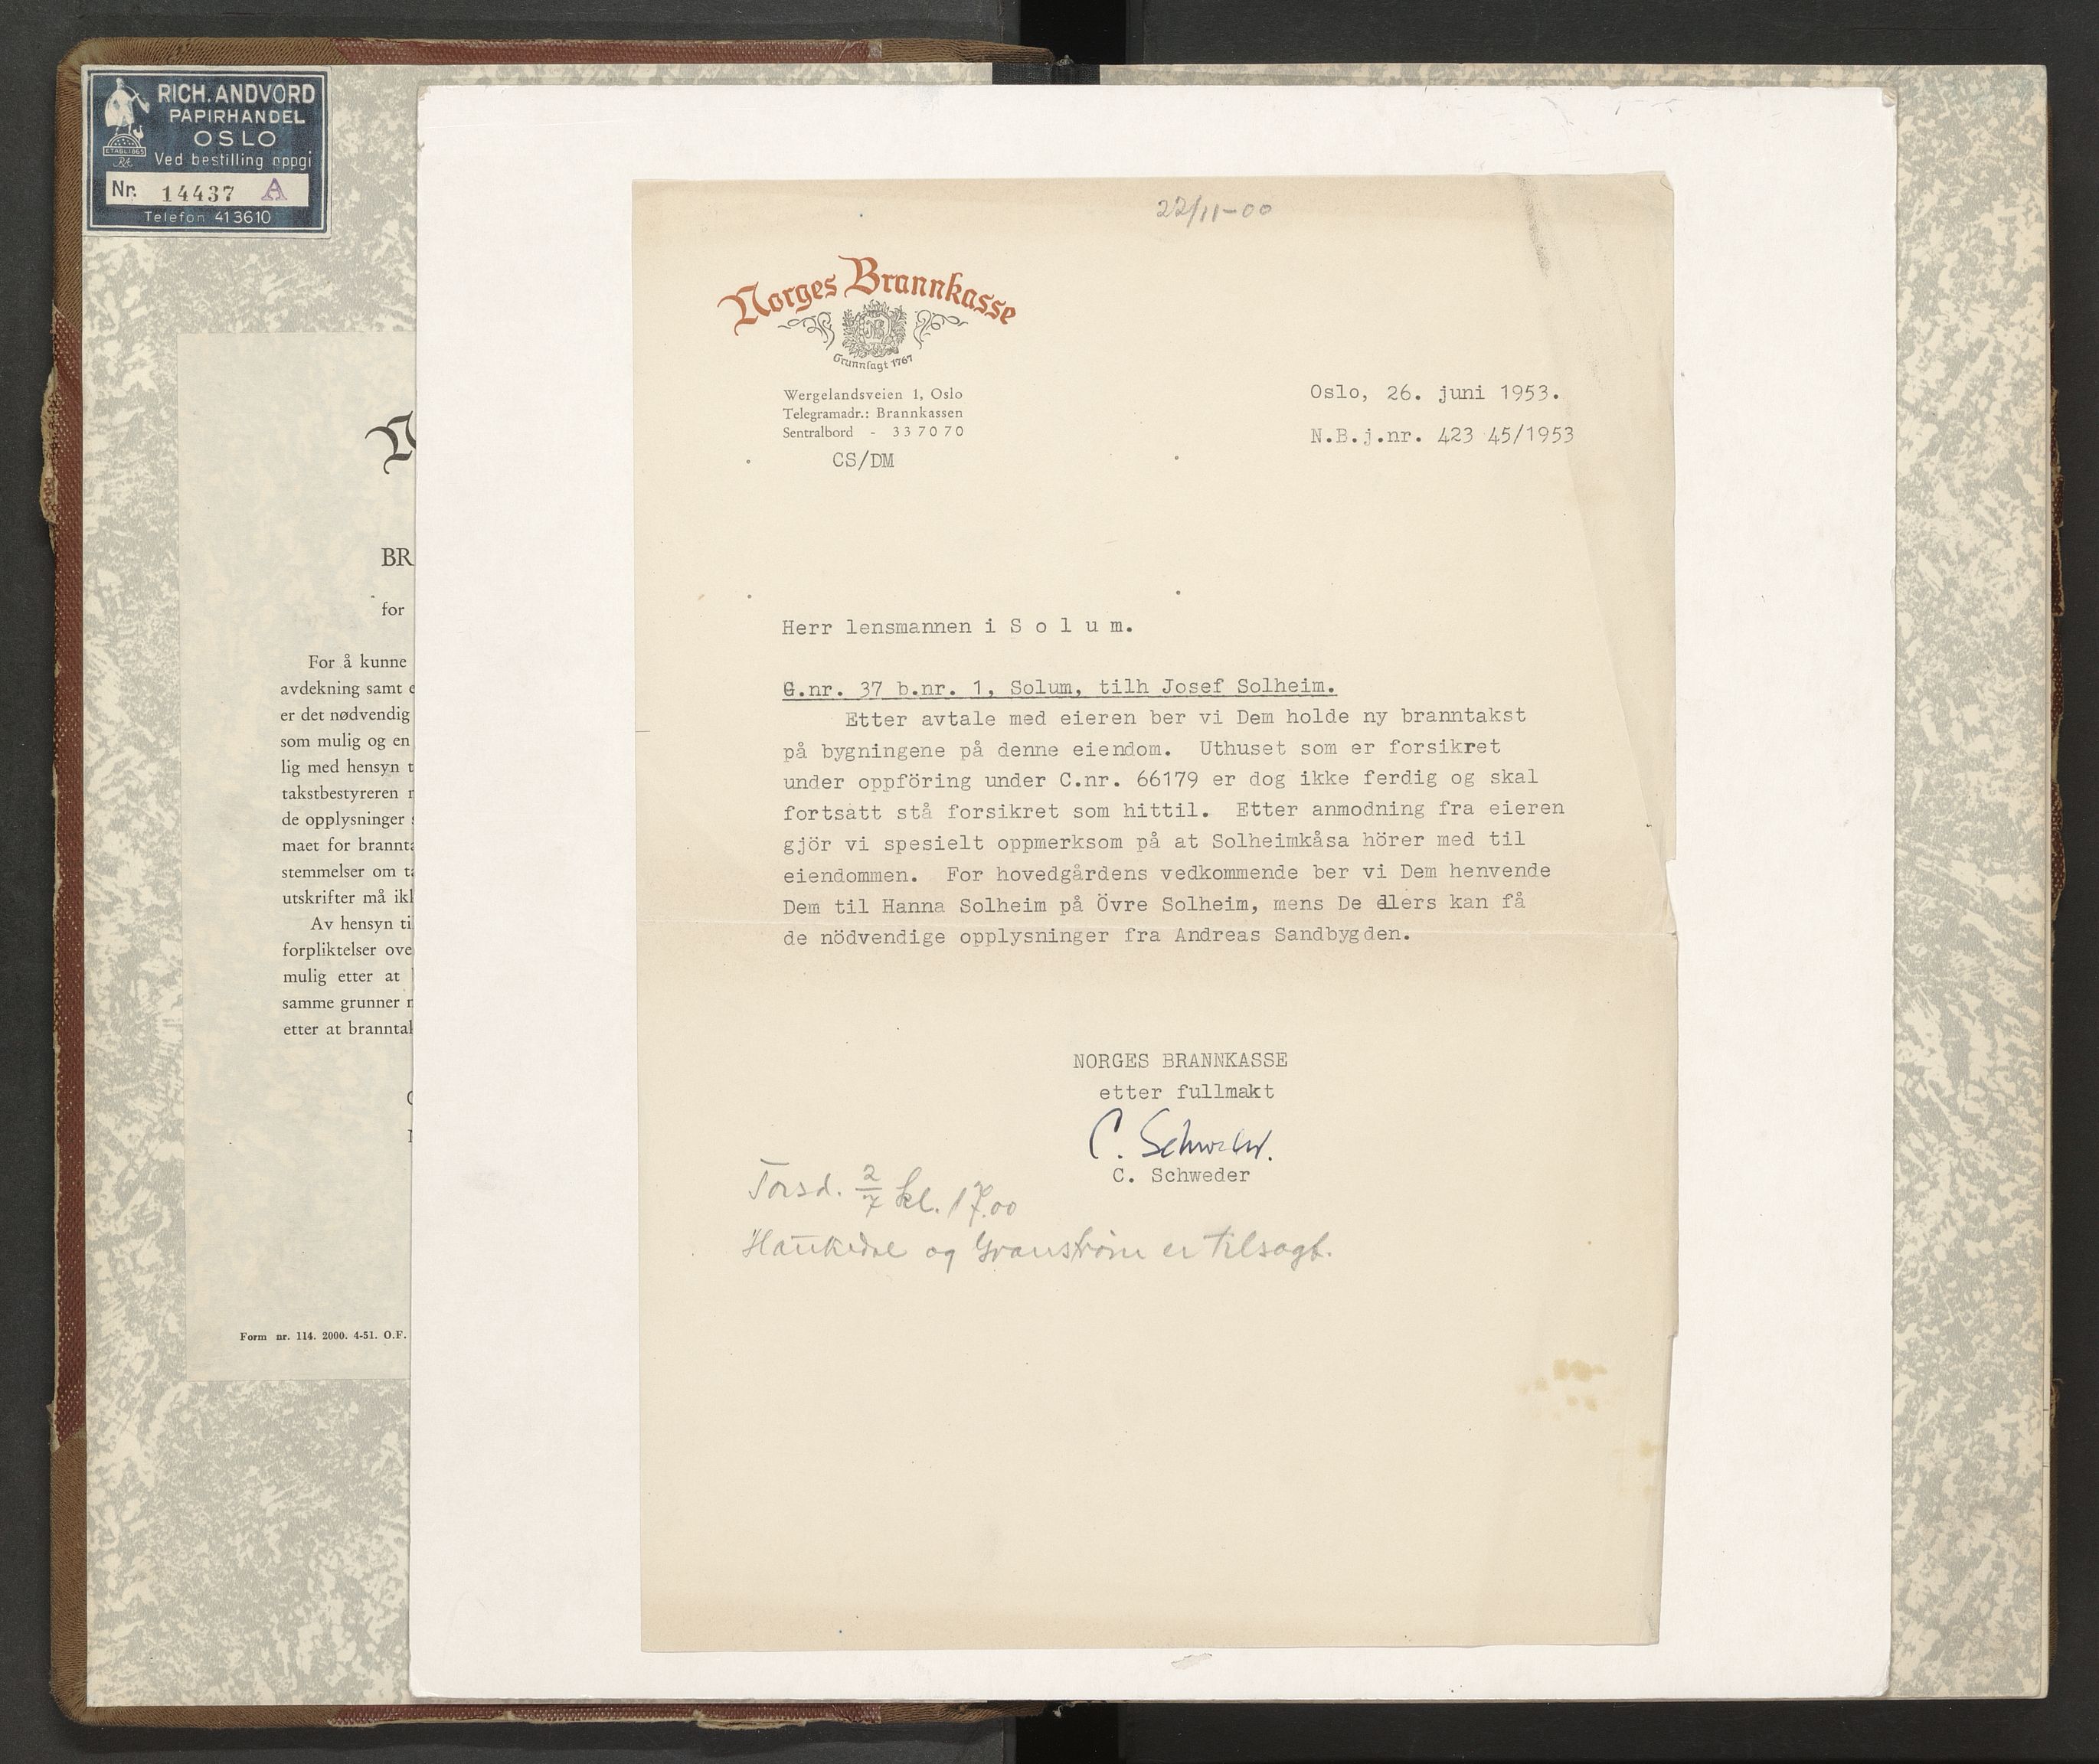 RICH. ANDVORD
PAPIRHANDEL
OSLO
ETABL. 1865
RA
Ved bestilling oppgi
Nr. 14437 A
Telefon 413610
N
BR
for
For å kunne
avdekning samt e
er det nødvendig
som mulig og en
lig med hensyn t
takstbestyreren
de opplysninger
maet for brannta
stemmelser om ta
utskrifter må ikk
Av hensyn ti
forpliktelser ove
mulig etter at
samme grunner
etter at branntak
Form nr. 114. 2000. 4-51. O.F.
22/11-00
Norges Brannkasse
Grunnlagt 1767
Wergelandsveien 1, Oslo
Telegramadr.: Brannkassen
Sentralbord - 337070
CS/DM
Oslo, 26. juni 1953.
N.B.j.nr. 423 45/1953
Herr lensmannen i S o l u m.
G.nr. 37 b.nr. 1, Solum, tilh Josef Solheim.
Etter avtale med eieren ber vi Dem holde ny branntakst
på bygningene på denne eiendom. Uthuset som er forsikret
under oppföring under C.nr. 66179 er dog ikke ferdig og skal
fortsatt stå forsikret som hittil. Etter anmodning fra eieren
gjör vi spesielt oppmerksom på at Solheimkåsa hörer med til
eiendommen. For hovedgårdens vedkommende ber vi Dem henvende
Dem til Hanna Solheim på Övre Solheim, mens De ellers kan få
de nödvendige opplysninger fra Andreas Sandbygden.
NORGES BRANNKASSE
etter fullmakt
C. Schweder
C. Schweder
Torsd. 2/7 kl. 17.00
og Granstrøm er tilsagt.